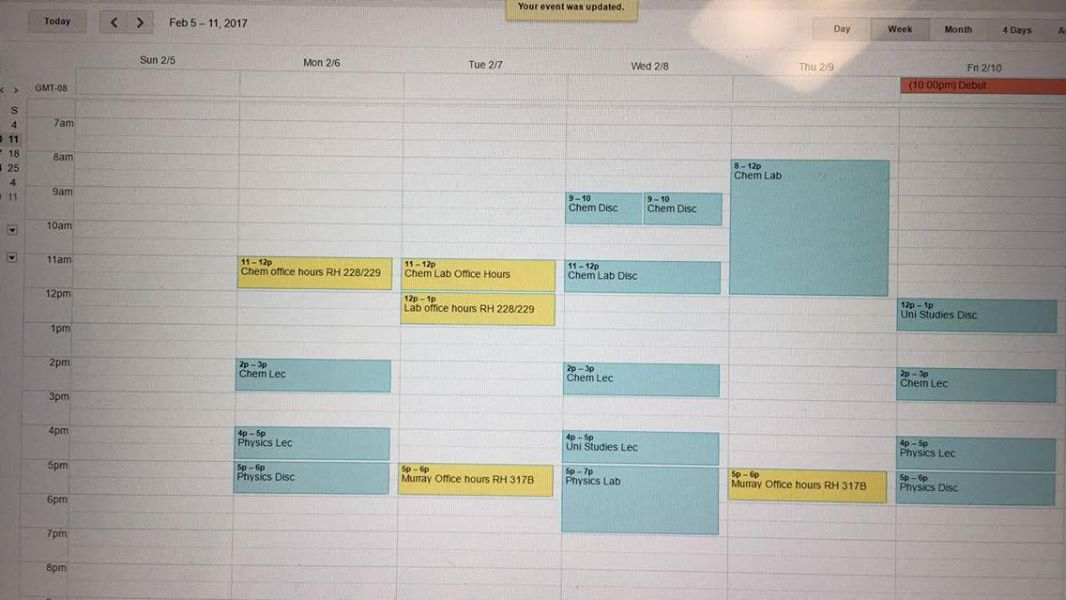 Your event was updated.
Today
Feb 5 – 11, 2017
Day Week Month 4 Days
Sun 2/5 Mon 2/6 Tue 2/7 Wed 2/8 Thu 2/9 Fri 2/10
GMT-08
(10:00pm) Debut
S
4
11
18
25
4
11
7am
8am
9am
10am
11am
12pm
1pm
2pm
3pm
4pm
5pm
6pm
7pm
8pm
11 – 12p
Chem office hours RH 228/229
2p – 3p
Chem Lec
4p – 5p
Physics Lec
5p – 6p
Physics Disc
11 – 12p
Chem Lab Office Hours
12p – 1p
Lab office hours RH 228/229
5p – 6p
Murray Office hours RH 317B
9 – 10
Chem Disc
9 – 10
Chem Disc
11 – 12p
Chem Lab Disc
2p – 3p
Chem Lec
4p – 5p
Uni Studies Lec
5p – 7p
Physics Lab
8 – 12p
Chem Lab
5p – 6p
Murray Office hours RH 317B
12p – 1p
Uni Studies Disc
2p – 3p
Chem Lec
4p – 5p
Physics Lec
5p – 6p
Physics Disc